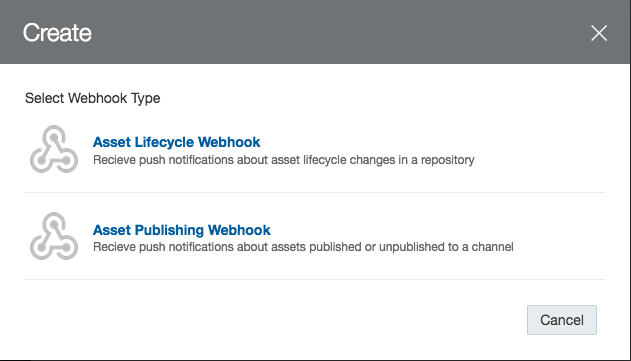 Create
Select Webhook Type
Asset Lifecycle Webhook
Recieve push notifications about asset lifecycle changes in a repository
Asset Publishing Webhook
Recieve push notifications about assets published or unpublished to a channel
Cancel